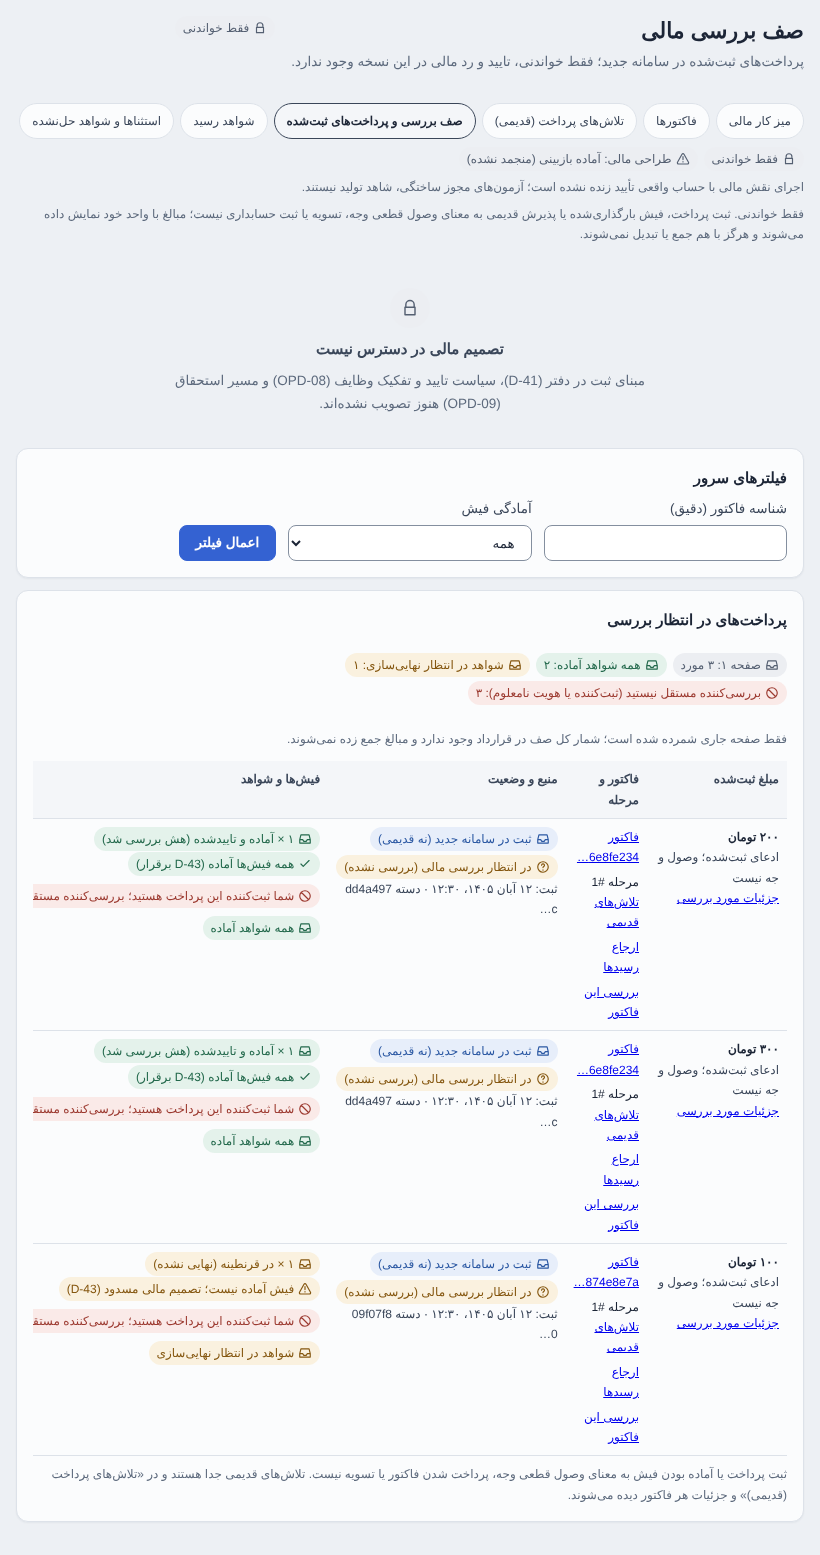 صف بررسی مالی
فقط خواندنی
پرداخت‌های ثبت‌شده در سامانه جدید؛ فقط خواندنی، تایید و رد مالی در این نسخه وجود ندارد.
میز کار مالی
فاکتورها
تلاش‌های پرداخت (قدیمی)
صف بررسی و پرداخت‌های ثبت‌شده
شواهد رسید
استثناها و شواهد حل‌نشده
فقط خواندنی
طراحی مالی: آماده بازبینی (منجمد نشده)
اجرای نقش مالی با حساب واقعی تأیید زنده نشده است؛ آزمون‌های مجوز ساختگی، شاهد تولید نیستند.
فقط خواندنی. ثبت پرداخت، فیش بارگذاری‌شده یا پذیرش قدیمی به معنای وصول قطعی وجه، تسویه یا ثبت حسابداری نیست؛ مبالغ با واحد خود نمایش داده
می‌شوند و هرگز با هم جمع یا تبدیل نمی‌شوند.
تصمیم مالی در دسترس نیست
مبنای ثبت در دفتر (D-41)، سیاست تایید و تفکیک وظایف (OPD-08) و مسیر استحقاق
(OPD-09) هنوز تصویب نشده‌اند.
فیلترهای سرور
شناسه فاکتور (دقیق)
آمادگی فیش
همه
اعمال فیلتر
پرداخت‌های در انتظار بررسی
صفحه ۱: ۳ مورد
همه شواهد آماده: ۲
شواهد در انتظار نهایی‌سازی: ۱
بررسی‌کننده مستقل نیستید (ثبت‌کننده یا هویت نامعلوم): ۳
فقط صفحه جاری شمرده شده است؛ شمار کل صف در قرارداد وجود ندارد و مبالغ جمع زده نمی‌شوند.
مبلغ ثبت‌شده
فاکتور و
مرحله
منبع و وضعیت
فیش‌ها و شواهد
۲۰۰ تومان
ادعای ثبت‌شده؛ وصول و
جه نیست
جزئیات مورد بررسی
فاکتور
6e8fe234…
مرحله #1
تلاش‌های
قدیمی
ارجاع
رسیدها
بررسی این
فاکتور
ثبت در سامانه جدید (نه قدیمی)
در انتظار بررسی مالی (بررسی نشده)
ثبت: ۱۲ آبان ۱۴۰۵، ۱۲:۳۰ · دسته dd4a497
c…
۱ × آماده و تاییدشده (هش بررسی شد)
همه فیش‌ها آماده (D-43 برقرار)
شما ثبت‌کننده این پرداخت هستید؛ بررسی‌کننده مستقـ
همه شواهد آماده
۳۰۰ تومان
ادعای ثبت‌شده؛ وصول و
جه نیست
جزئیات مورد بررسی
فاکتور
6e8fe234…
مرحله #1
تلاش‌های
قدیمی
ارجاع
رسیدها
بررسی این
فاکتور
ثبت در سامانه جدید (نه قدیمی)
در انتظار بررسی مالی (بررسی نشده)
ثبت: ۱۲ آبان ۱۴۰۵، ۱۲:۳۰ · دسته dd4a497
c…
۱ × آماده و تاییدشده (هش بررسی شد)
همه فیش‌ها آماده (D-43 برقرار)
شما ثبت‌کننده این پرداخت هستید؛ بررسی‌کننده مستقـ
همه شواهد آماده
۱۰۰ تومان
ادعای ثبت‌شده؛ وصول و
جه نیست
جزئیات مورد بررسی
فاکتور
874e8e7a…
مرحله #1
تلاش‌های
قدیمی
ارجاع
رسیدها
بررسی این
فاکتور
ثبت در سامانه جدید (نه قدیمی)
در انتظار بررسی مالی (بررسی نشده)
ثبت: ۱۲ آبان ۱۴۰۵، ۱۲:۳۰ · دسته 09f07f8
0…
۱ × در قرنطینه (نهایی نشده)
فیش آماده نیست؛ تصمیم مالی مسدود (D-43)
شما ثبت‌کننده این پرداخت هستید؛ بررسی‌کننده مستقـ
شواهد در انتظار نهایی‌سازی
ثبت پرداخت یا آماده بودن فیش به معنای وصول قطعی وجه، پرداخت شدن فاکتور یا تسویه نیست. تلاش‌های قدیمی جدا هستند و در «تلاش‌های پرداخت
(قدیمی)» و جزئیات هر فاکتور دیده می‌شوند.